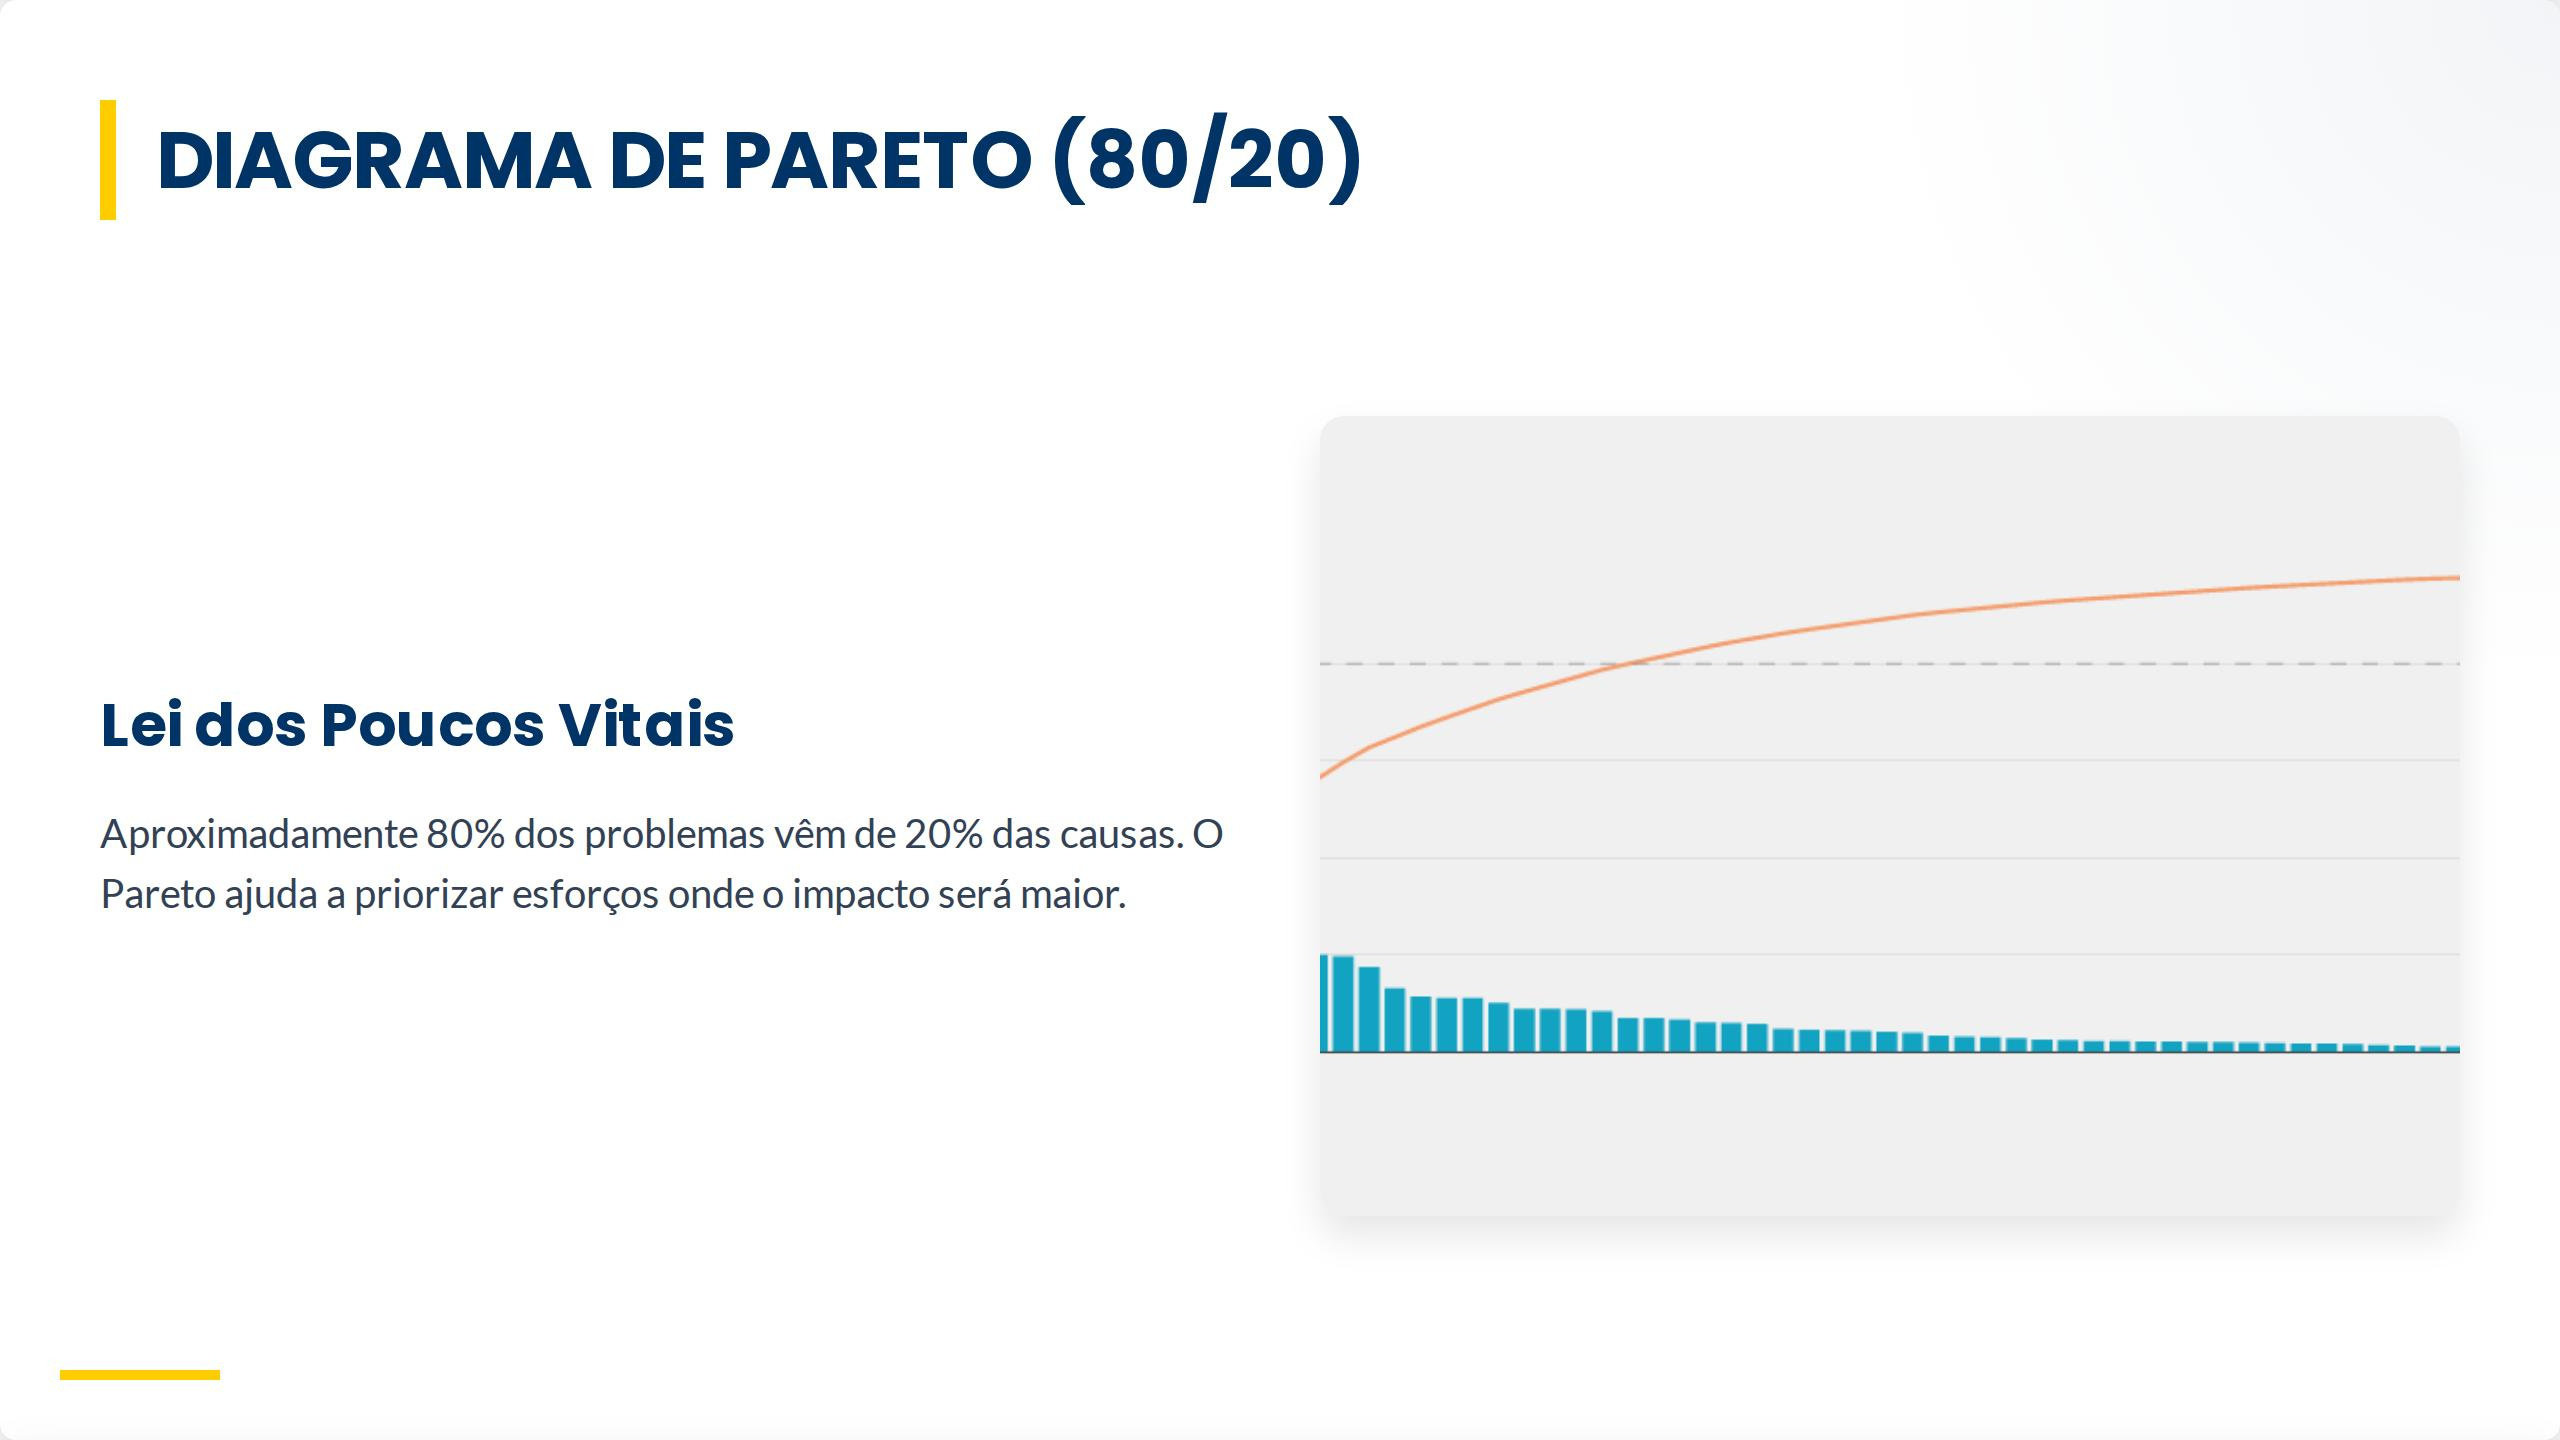 DIAGRAMA DE PARETO (80/20)
Lei dos Poucos Vitais
Aproximadamente 80% dos problemas vêm de 20% das causas. O
Pareto ajuda a priorizar esforços onde o impacto será maior.